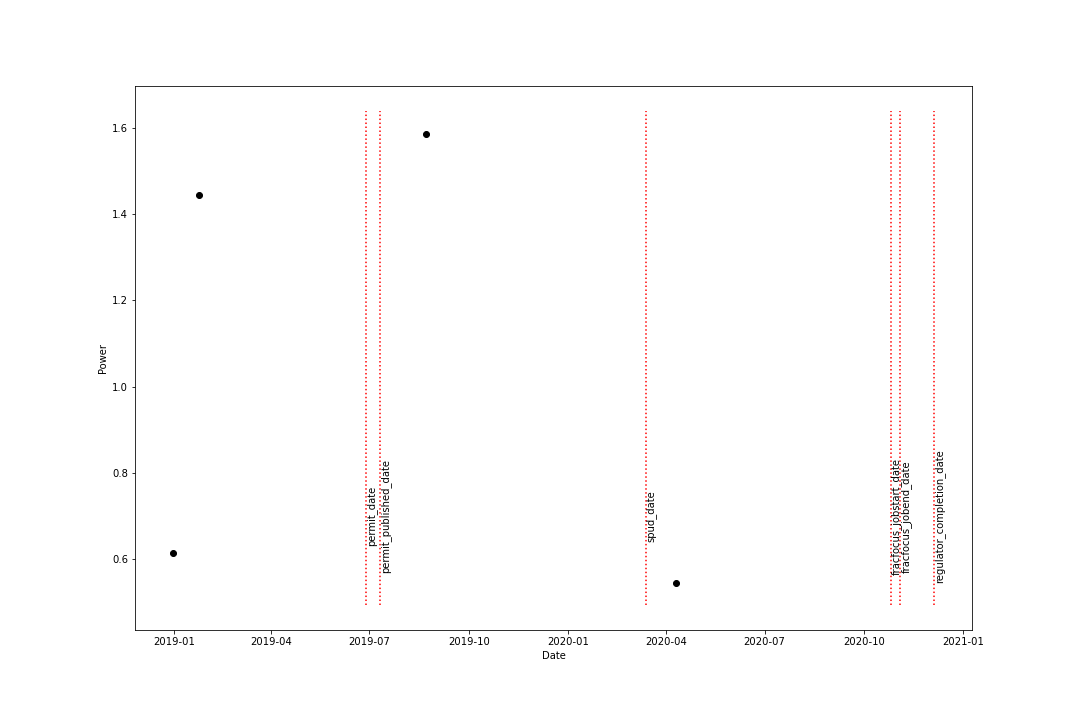 1.6
1.4
1.2
1.0
0.8
0.6
Power
permit_date
permit_published_date
spud_date
fracfocus_jobstart_date
fracfocus_jobend_date
regulator_completion_date
2019-01
2019-04
2019-07
2019-10
2020-01
2020-04
2020-07
2020-10
2021-01
Date